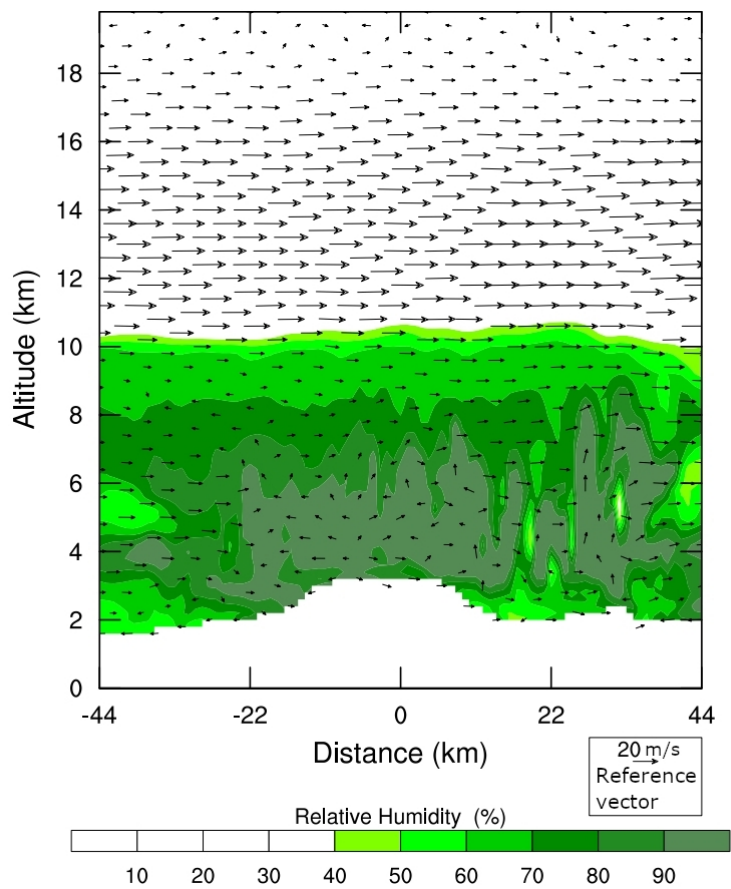 18
16
14
12
10
8
6
4
2
0
Altitude (km)
-44 -22 0 22 44
Distance (km)
20 m/s
Reference
vector
Relative Humidity (%)
10 20 30 40 50 60 70 80 90